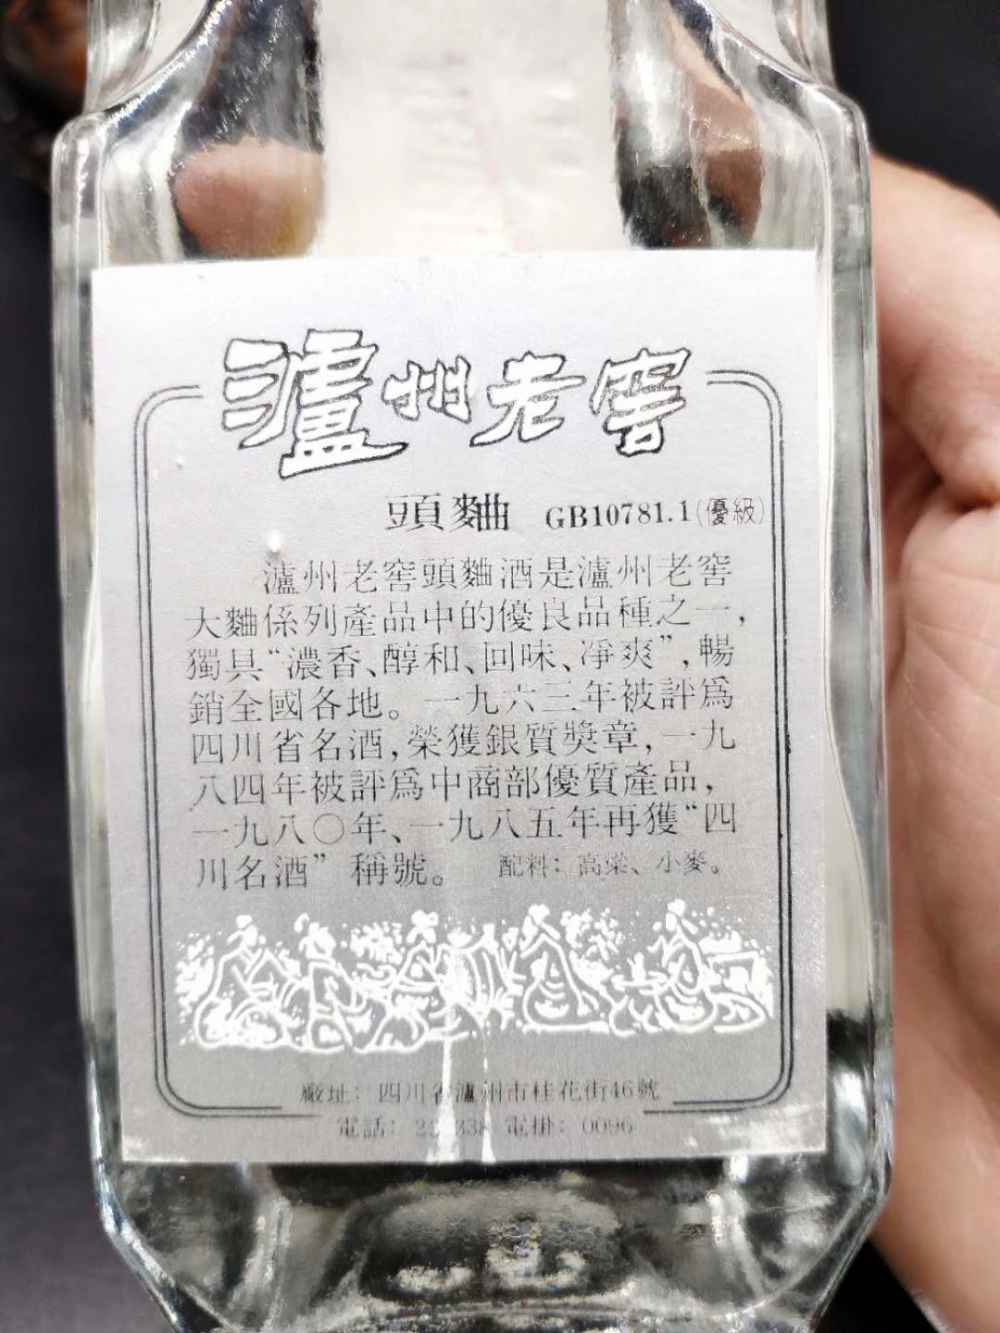 瀘州老窖
頭麯 GB10781.1(優級)
瀘州老窖頭麯酒是瀘州老窖
大麯係列產品中的優良品種之一,
獨具“濃香、醇和、回味、凈爽”,暢
銷全國各地。一九六三年被評爲
四川省名酒,榮獲銀質奬章,一九
八四年被評爲中商部優質產品,
一九八〇年、一九八五年再獲“四
川名酒”稱號。 配料:高粱、小麥。
廠址:四川省瀘州市桂花街46號
電話: 電掛:0096